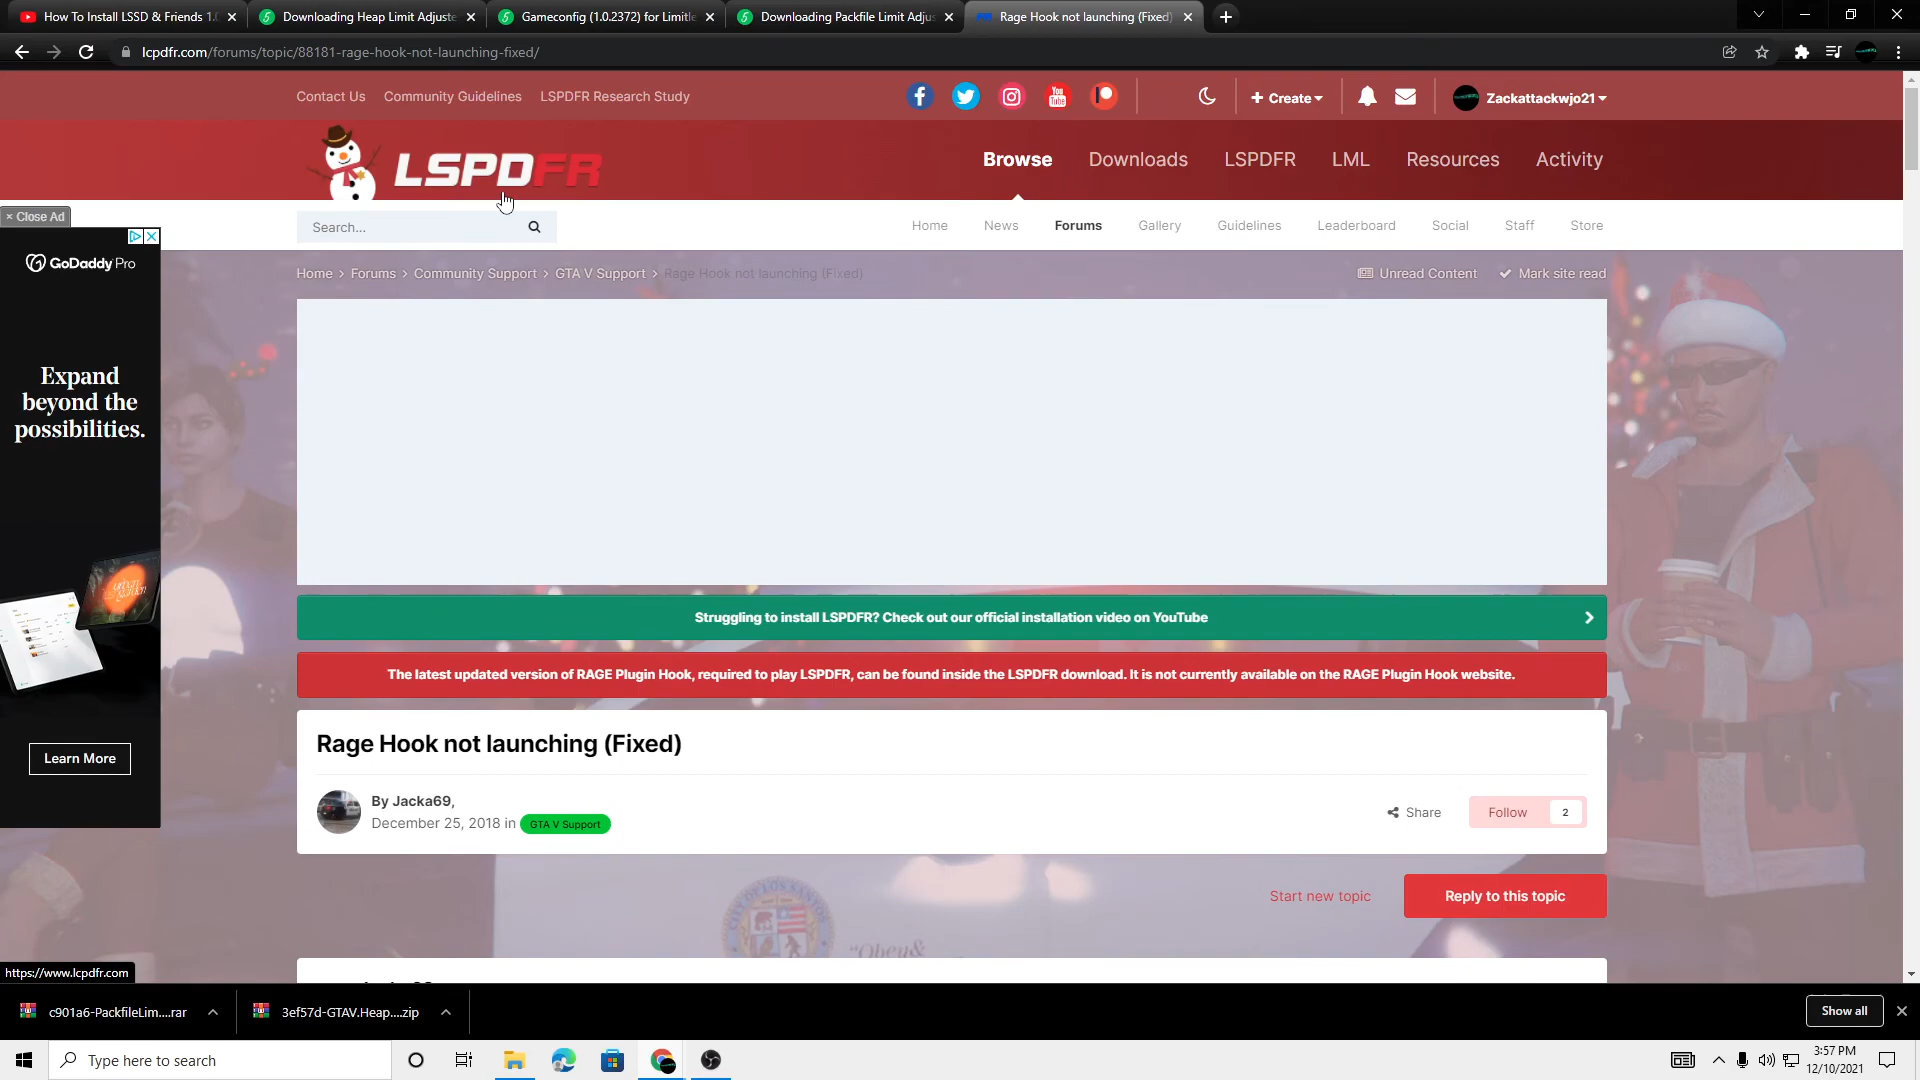 How To Install LSSD & Friends 1.0
Downloading Heap Limit Adjuste
Gameconfig (1.0.2372) for Limitle
Downloading Packfile Limit Adjus
Rage Hook not launching (Fixed)
lcpdfr.com/forums/topic/88181-rage-hook-not-launching-fixed/
Contact Us Community Guidelines LSPDFR Research Study
You Tube
+ Create
Zackattackwjo21
LSPDFR
Browse Downloads LSPDFR LML Resources Activity
× Close Ad
Search...
Home News Forums Gallery Guidelines Leaderboard Social Staff Store
GoDaddy Pro
Home > Forums > Community Support > GTA V Support > Rage Hook not launching (Fixed)
Unread Content Mark site read
Expand
beyond the
possibilities.
Struggling to install LSPDFR? Check out our official installation video on YouTube
The latest updated version of RAGE Plugin Hook, required to play LSPDFR, can be found inside the LSPDFR download. It is not currently available on the RAGE Plugin Hook website.
Rage Hook not launching (Fixed)
Learn More
By Jacka69,
December 25, 2018 in GTA V Support
Share Follow 2
Start new topic Reply to this topic
CITY OF LOS SANTOS
"Obey &
https://www.lcpdfr.com
c901a6-PackfileLim....rar
3ef57d-GTAV.Heap....zip
Show all
Type here to search
3:57 PM
12/10/2021